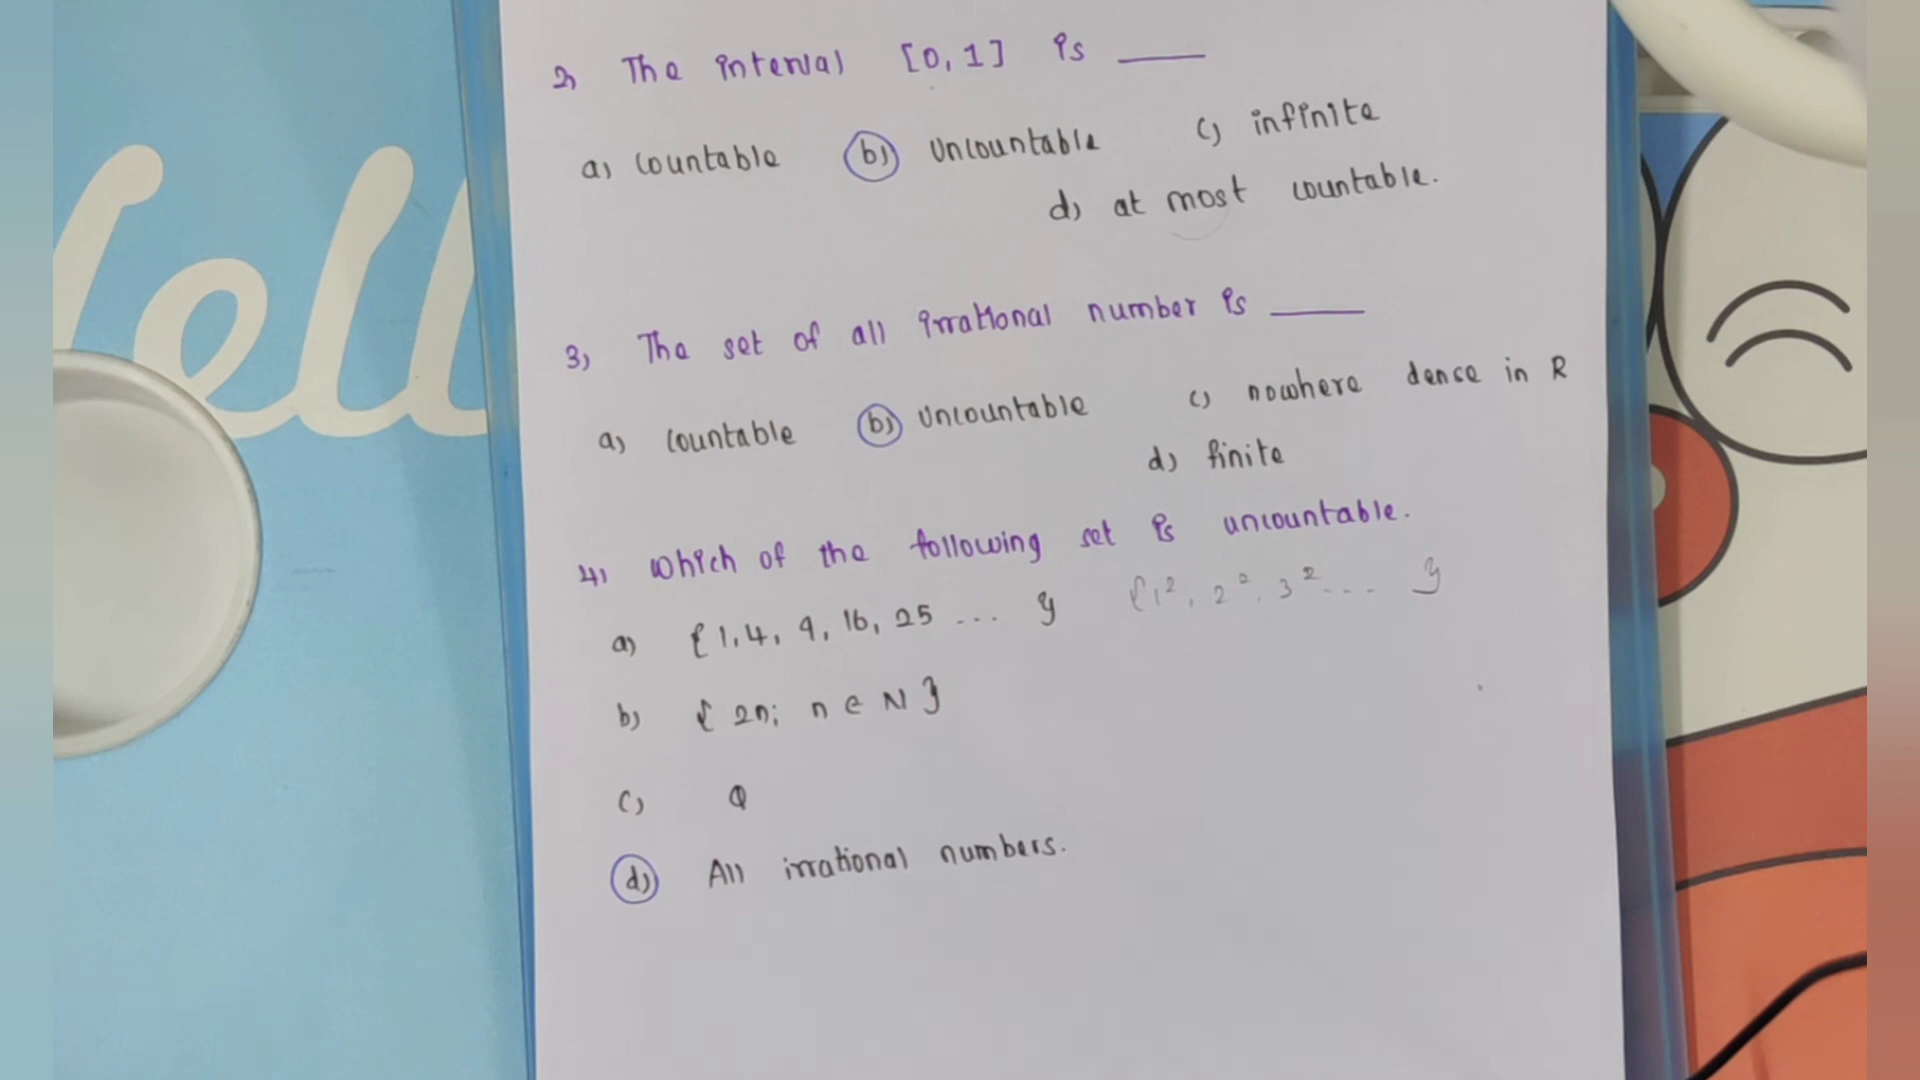 2) The interval [0,1] is ____
a) countable b) Uncountable c) infinite
d) at most countable.
3) The set of all irrational number is ____
a) countable b) Uncountable c) nowhere dence in R
d) finite
4) which of the following set is uncountable.
a) {1,4, 9, 16, 25 ... } {1², 2², 3² ... }
b) { 2n; n ∈ N }
c) Q
d) All irrational numbers.